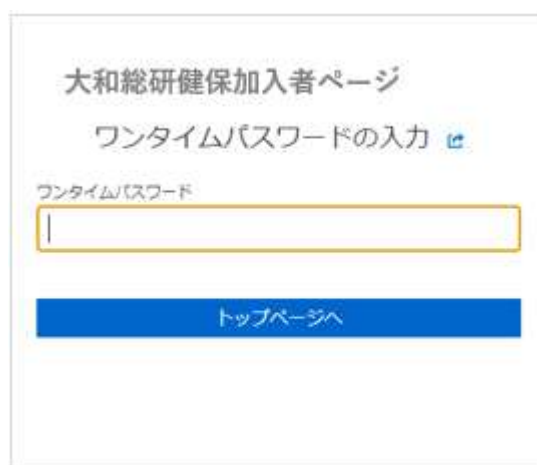 大和総研健保加入者ページ
ワンタイムパスワードの入力
ワンタイムパスワード
トップページへ